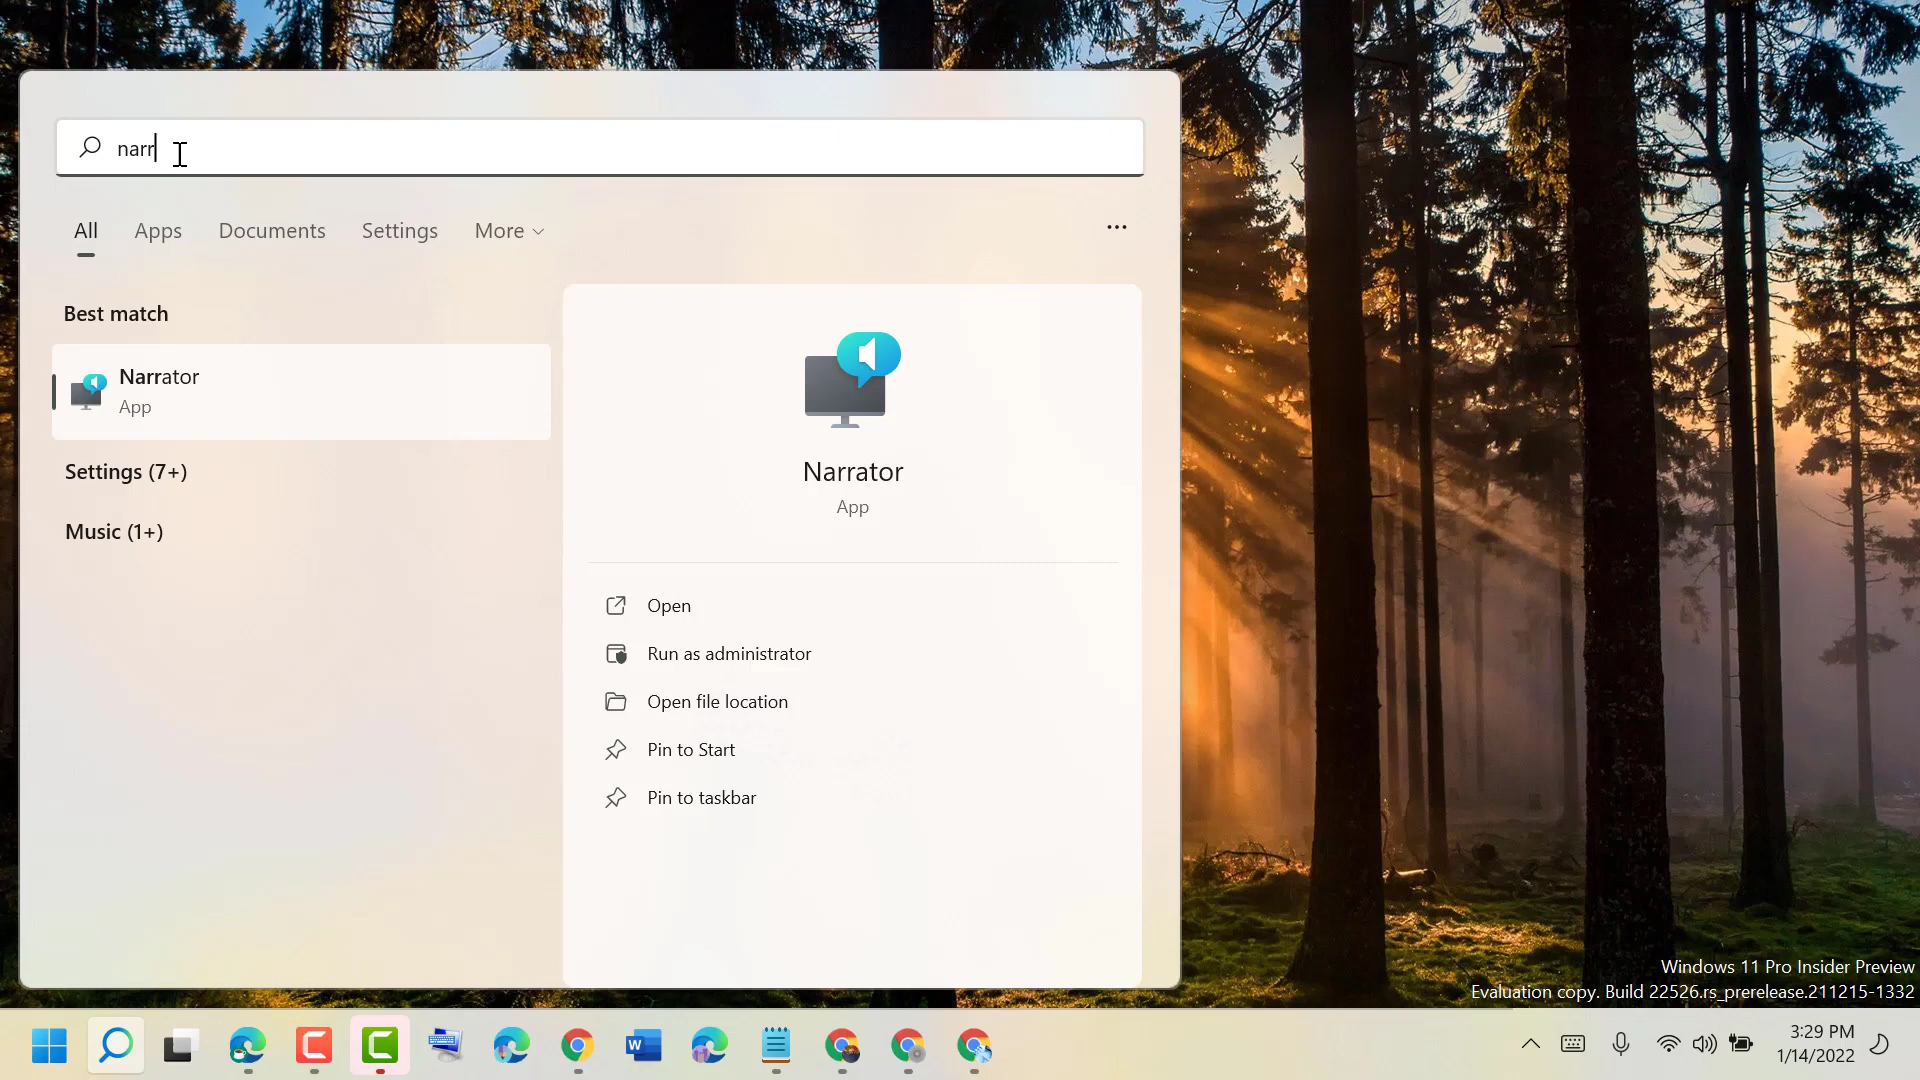 narr
All Apps Documents Settings More
Best match
Narrator
App
Settings (7+)
Music (1+)
Narrator
App
Open
Run as administrator
Open file location
Pin to Start
Pin to taskbar
Windows 11 Pro Insider Preview
Evaluation copy. Build 22526.rs_prerelease.211215-1332
W
3:29 PM
1/14/2022